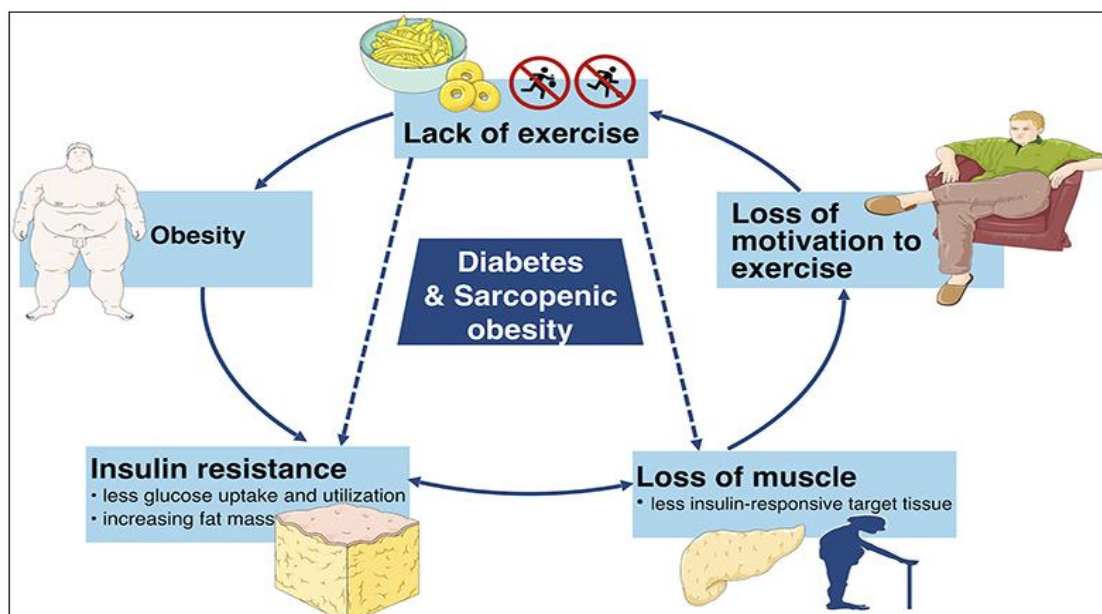 Lack of exercise
Obesity
Loss of
motivation to
exercise
Diabetes
& Sarcopenic
obesity
Insulin resistance
• less glucose uptake and utilization
• increasing fat mass
Loss of muscle
• less insulin-responsive target tissue